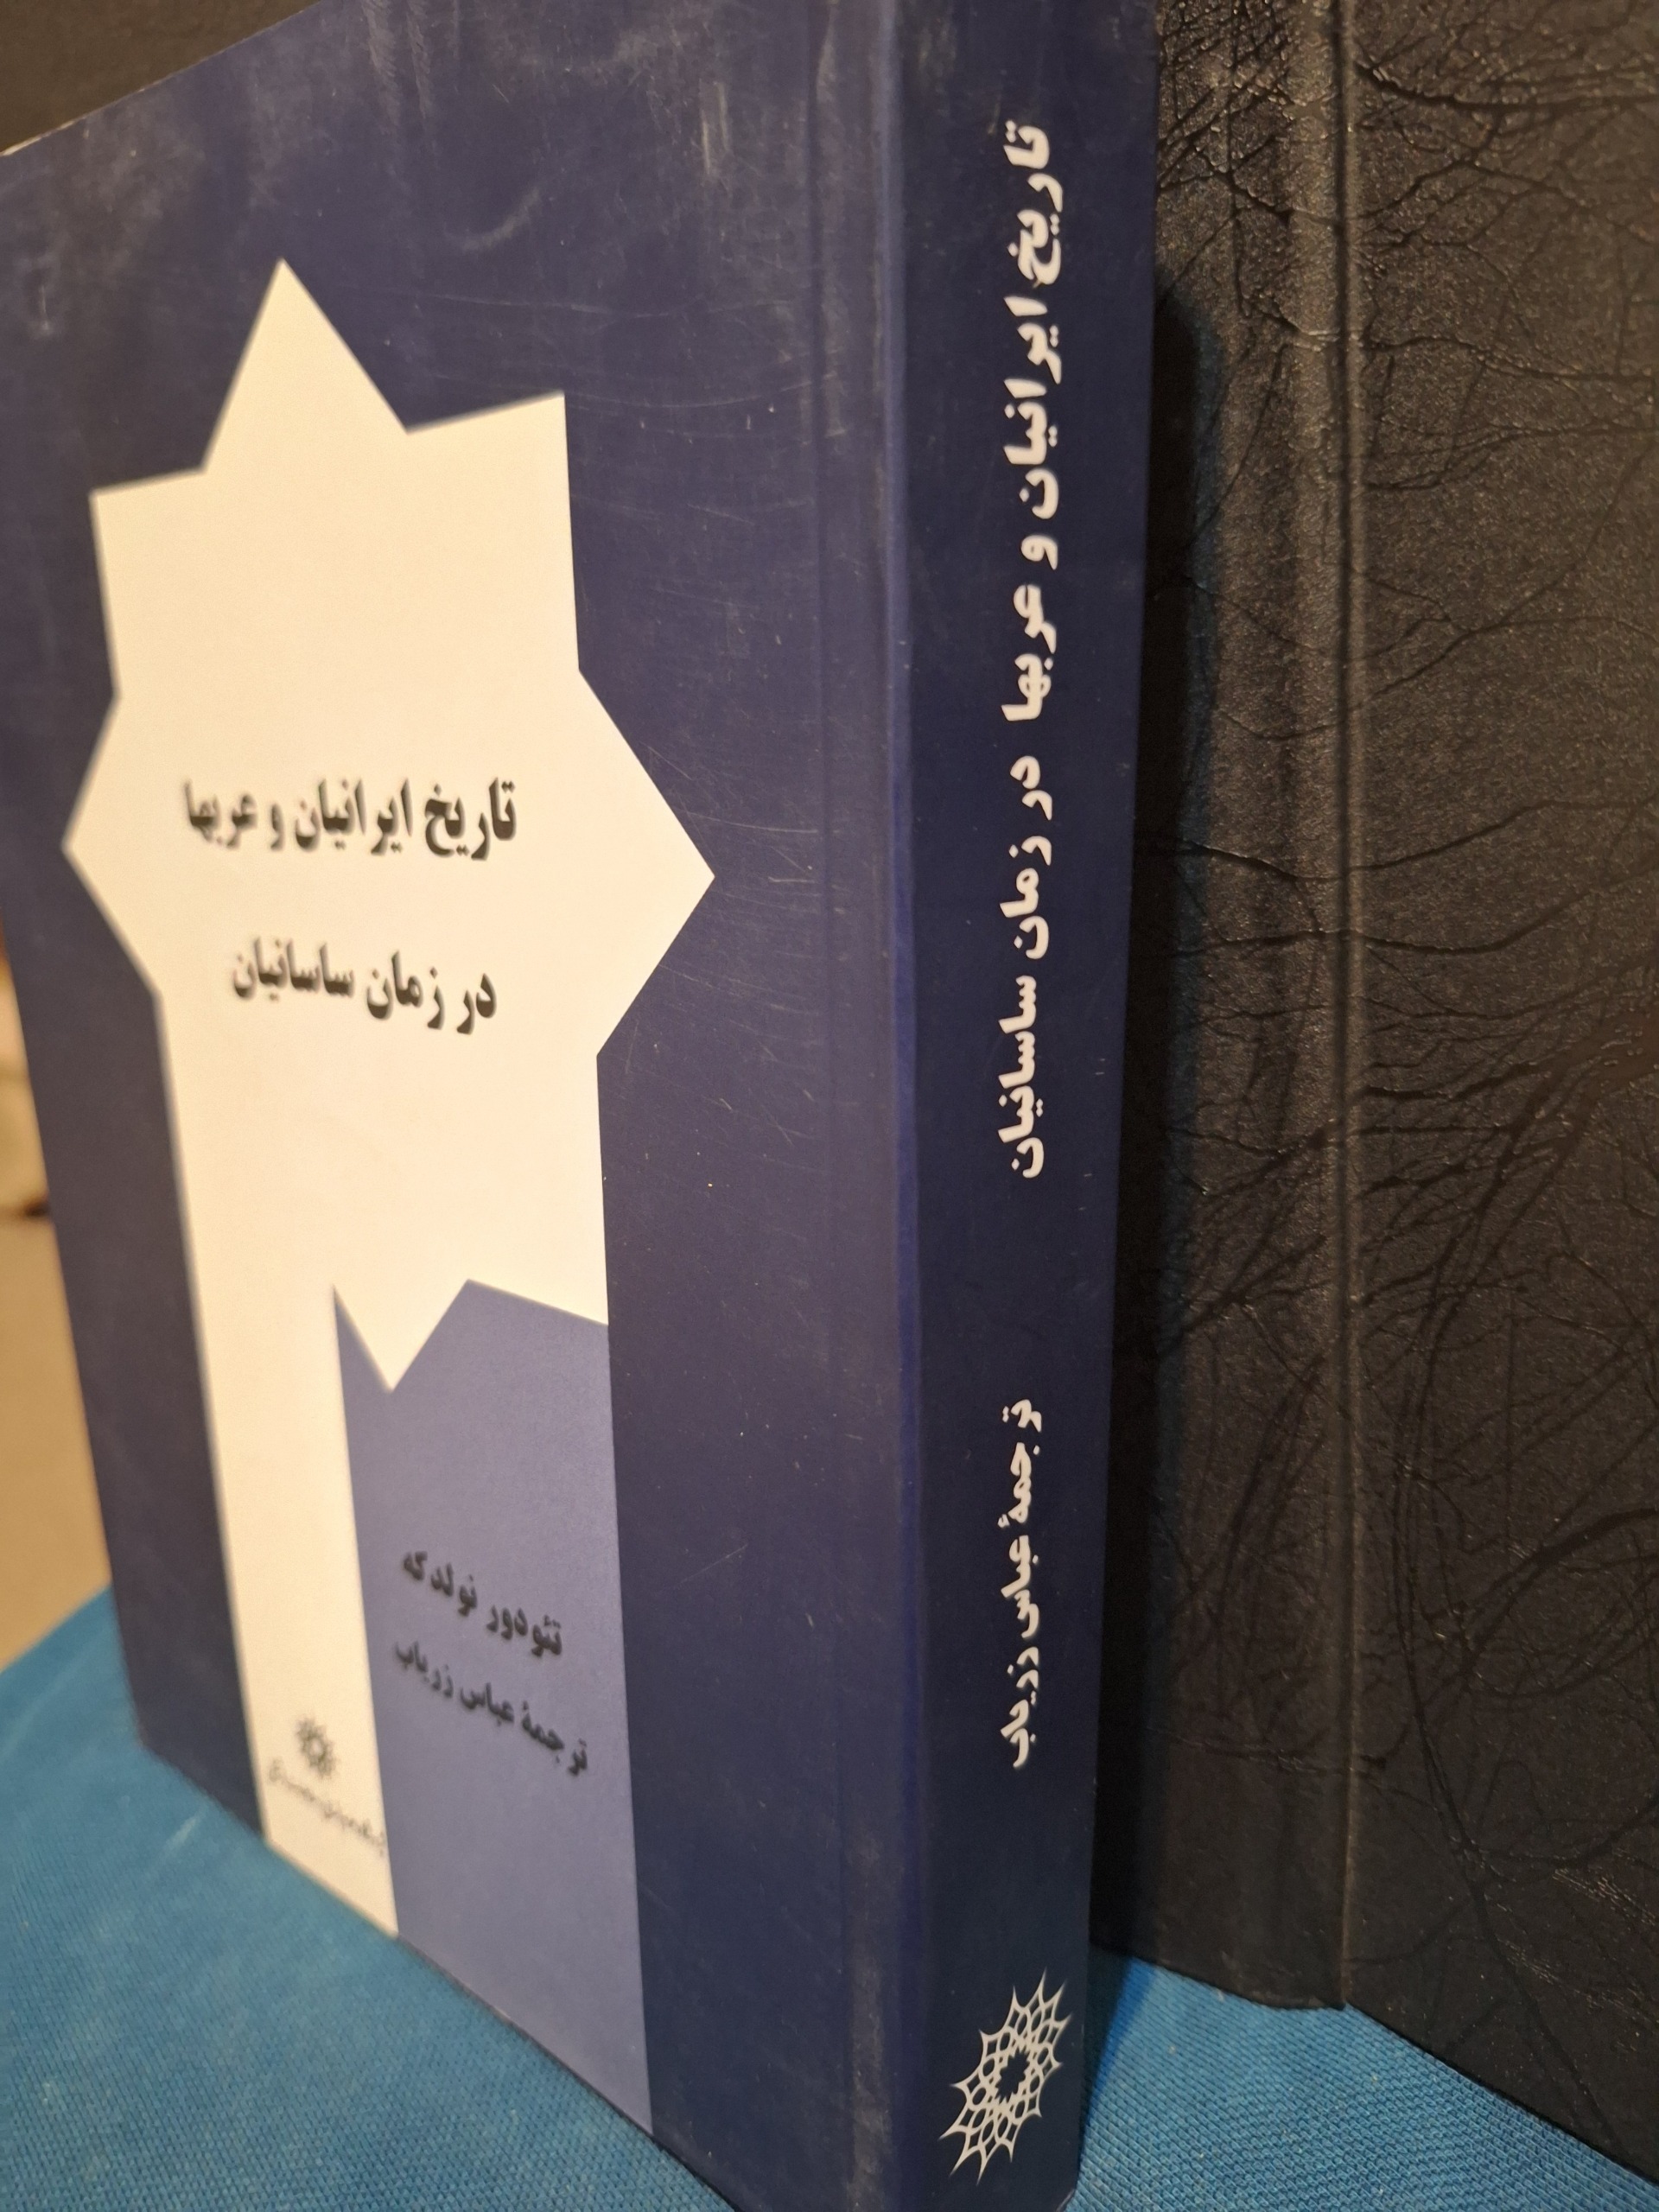 تاریخ ایرانیان و عربها
در زمان ساسانیان
تئودور نولدکه
ترجمهٔ عباس زریاب
تاریخ ایرانیان و عربها در زمان ساسانیان
ترجمهٔ عباس زریاب